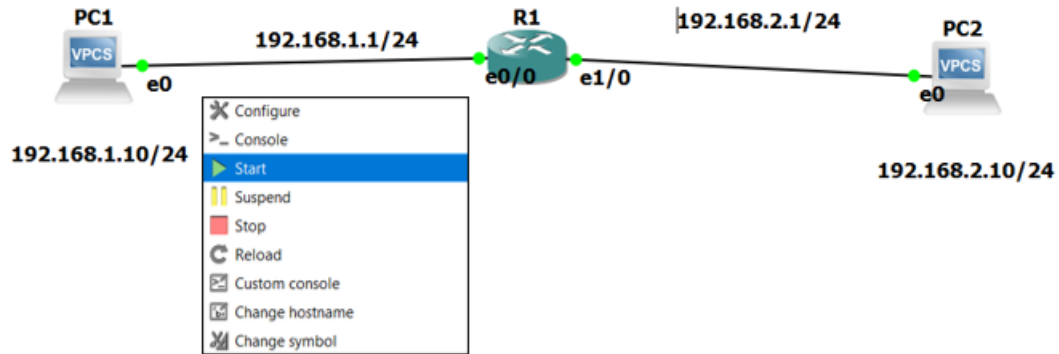 PC1
R1
192.168.2.1/24
PC2
192.168.1.1/24
VPCS
VPCS
e0
e0/0
e1/0
e0
Configure
Console
192.168.1.10/24
Start
192.168.2.10/24
Suspend
Stop
Reload
Custom console
Change hostname
Change symbol